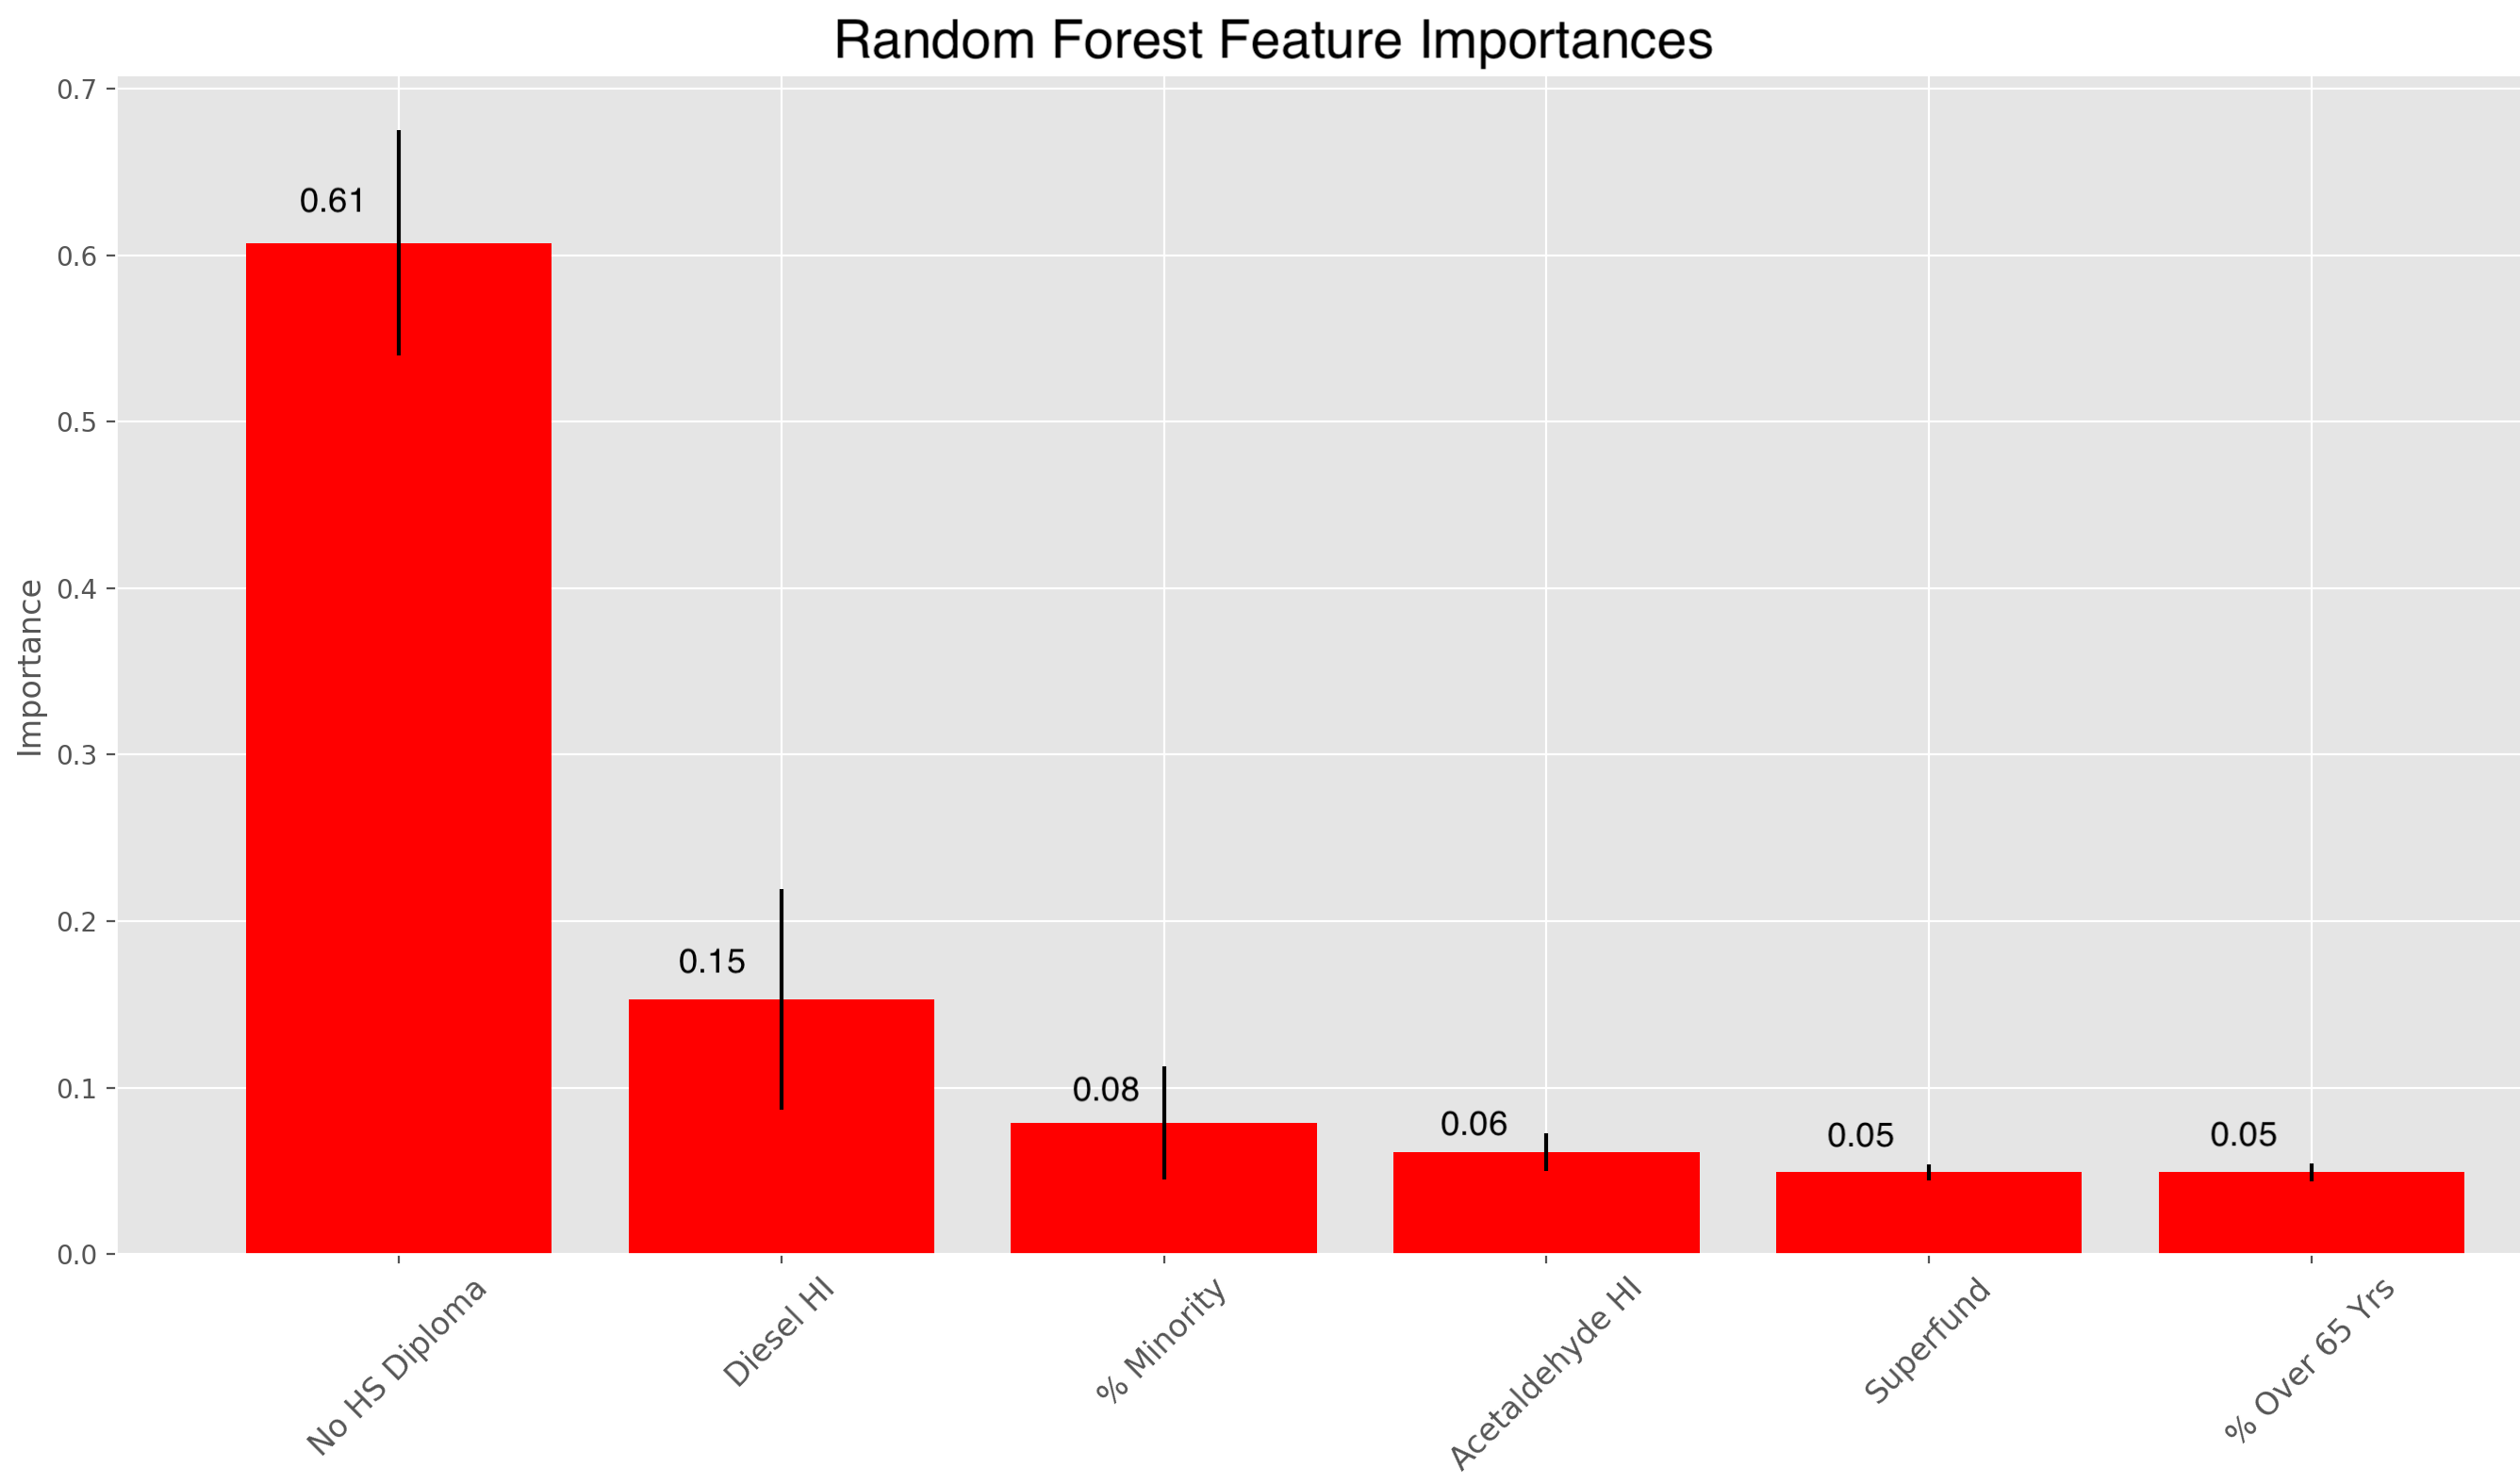 Random Forest Feature Importances
Importance
0.7
0.6
0.5
0.4
0.3
0.2
0.1
0.0
0.61
0.15
0.08
0.06
0.05
0.05
No HS Diploma
Diesel HI
% Minority
Acetaldehyde HI
Superfund
% Over 65 Yrs